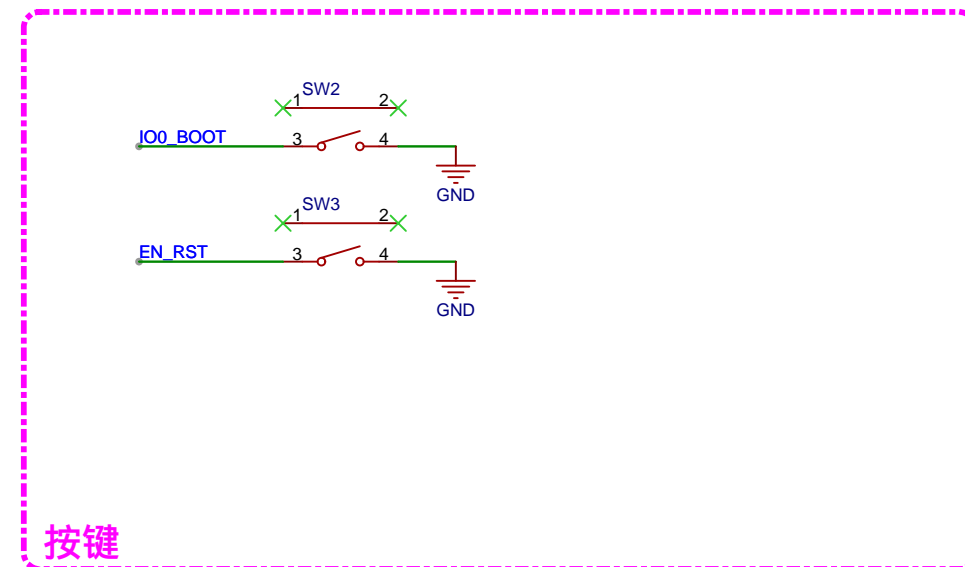 SW2
1 2
IO0_BOOT 3 4
GND
SW3
1 2
EN_RST 3 4
GND
按键